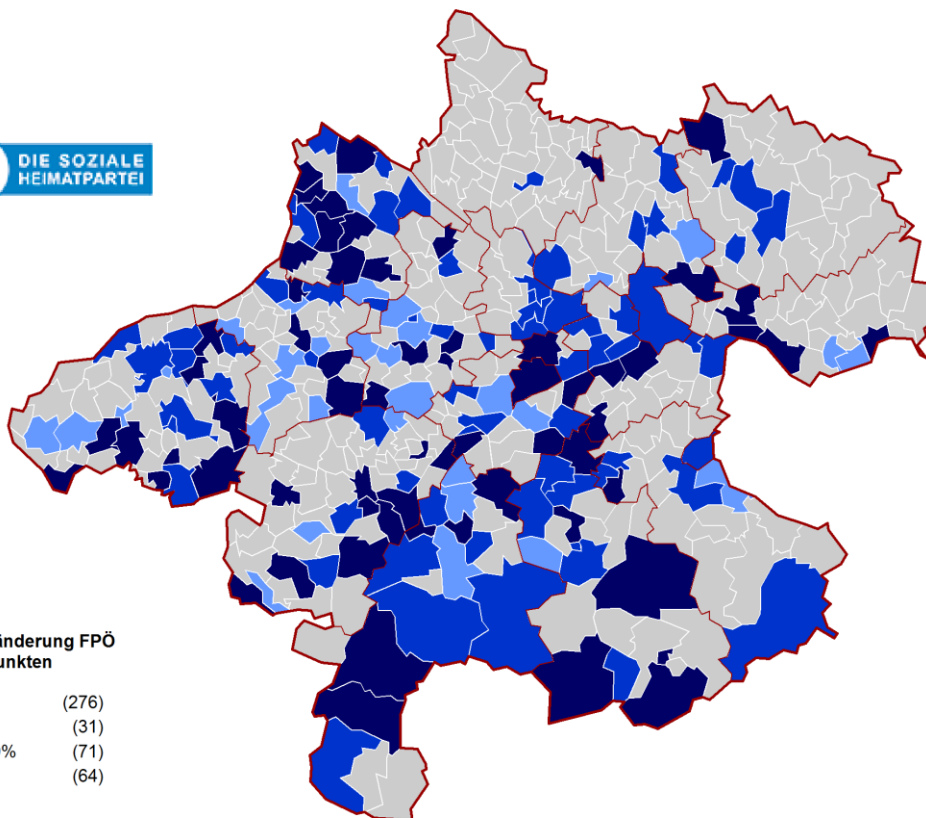 DIE SOZIALE
HEIMATPARTEI
änderung FPÖ
unkten
(276)
(31)
% (71)
(64)